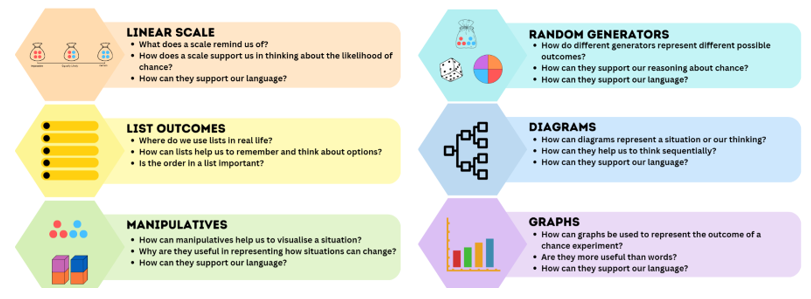 LINEAR SCALE
• What does a scale remind us of?
• How does a scale support us in thinking about the likelihood of
chance?
• How can they support our language?
LIST OUTCOMES
• Where do we use lists in real life?
• How can lists help us to remember and think about options?
• Is the order in a list important?
MANIPULATIVES
• How can manipulatives help us to visualise a situation?
• Why are they useful in representing how situations can change?
• How can they support our language?
RANDOM GENERATORS
• How do different generators represent different possible
outcomes?
• How can they support our reasoning about chance?
• How can they support our language?
DIAGRAMS
• How can diagrams represent a situation or our thinking?
• How can they help us to think sequentially?
• How can they support our language?
GRAPHS
• How can graphs be used to represent the outcome of a
chance experiment?
• Are they more useful than words?
• How can they support our language?